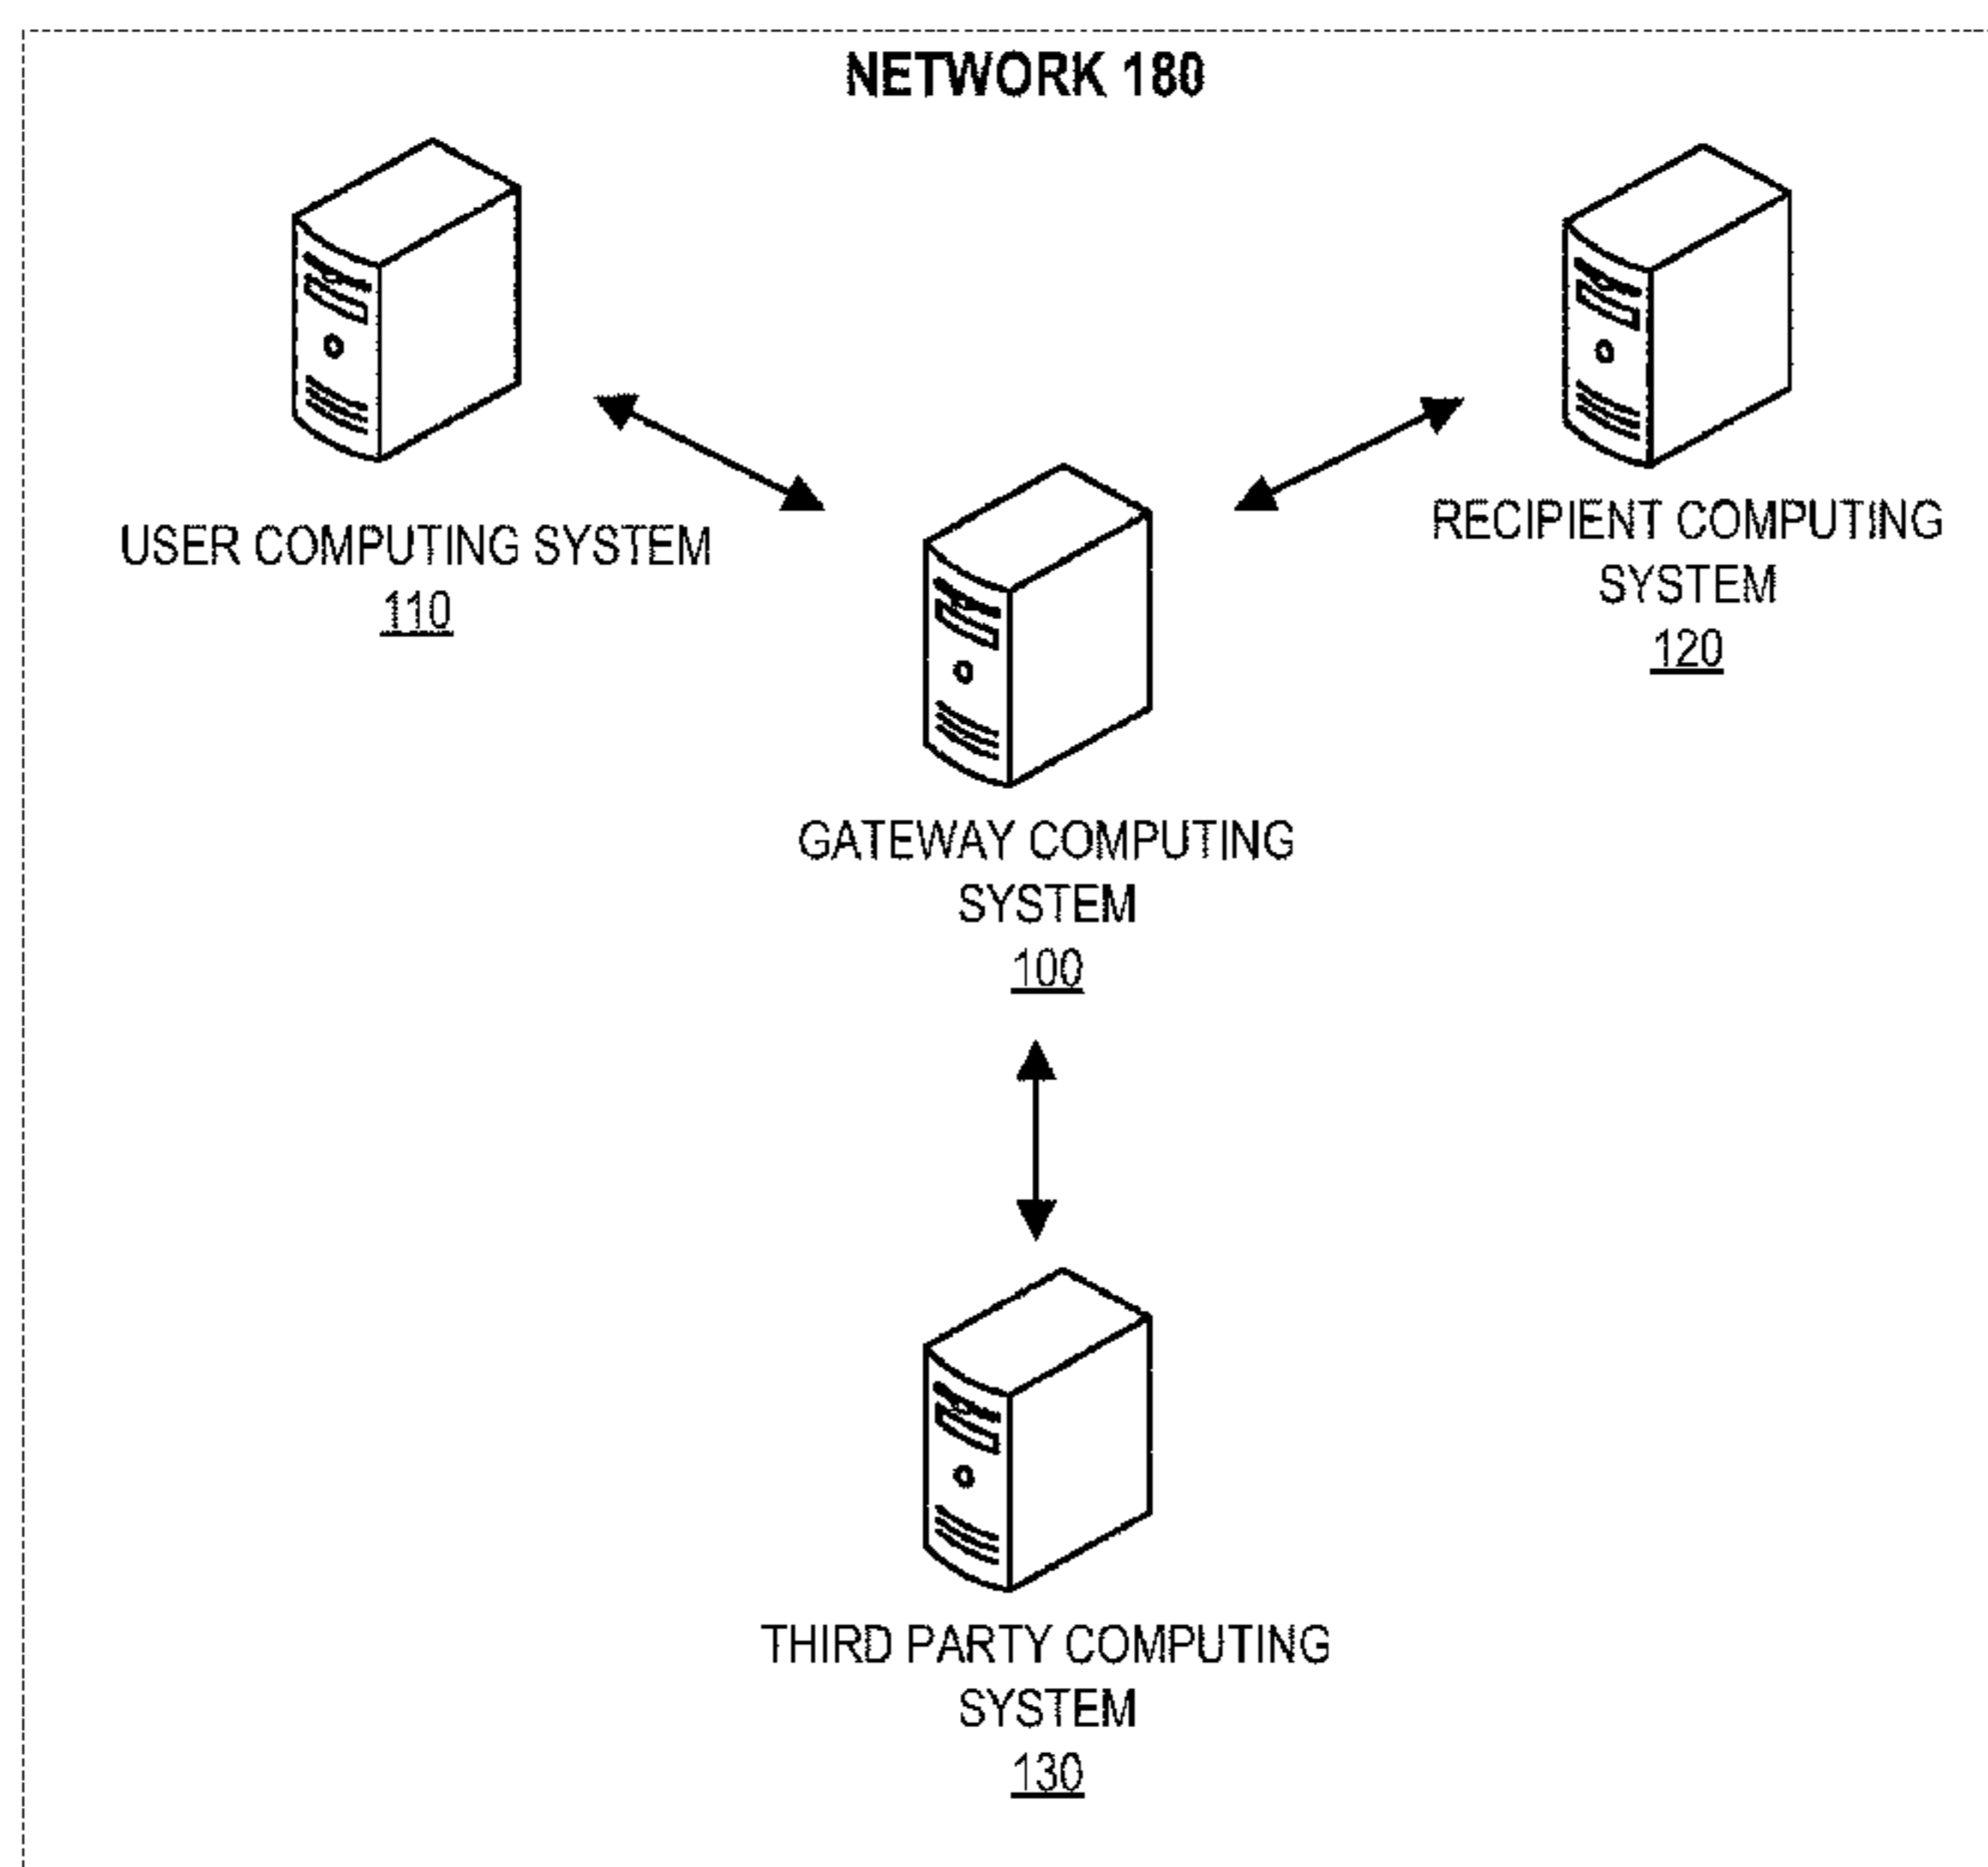 NETWORK 180
USER COMPUTING SYSTEM
110
RECIPIENT COMPUTING
SYSTEM
120
GATEWAY COMPUTING
SYSTEM
100
THIRD PARTY COMPUTING
SYSTEM
130